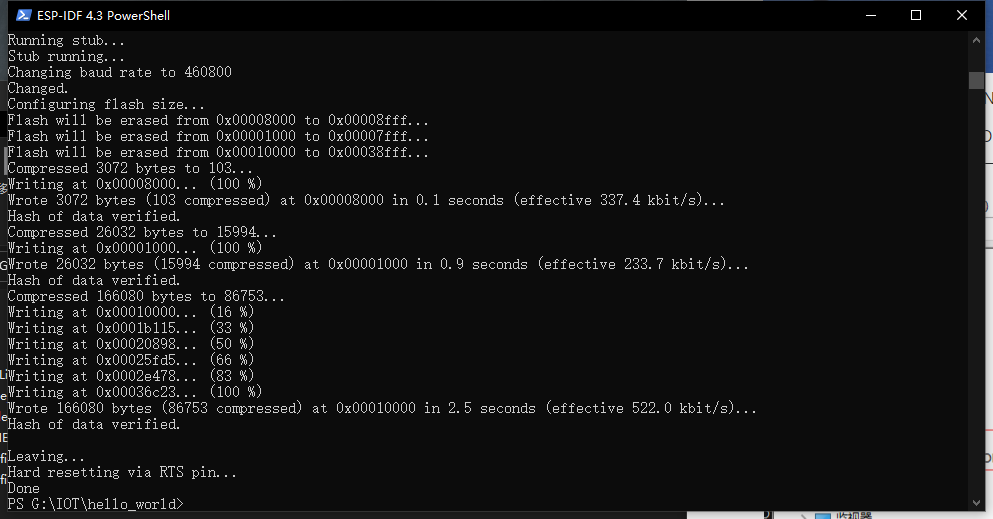 ESP-IDF 4.3 PowerShell
Running stub...
Stub running...
Changing baud rate to 460800
Changed.
Configuring flash size...
Flash will be erased from 0x00008000 to 0x00008fff...
Flash will be erased from 0x00001000 to 0x00007fff...
Flash will be erased from 0x00010000 to 0x00038fff...
Compressed 3072 bytes to 103...
Writing at 0x00008000... (100 %)
Wrote 3072 bytes (103 compressed) at 0x00008000 in 0.1 seconds (effective 337.4 kbit/s)...
Hash of data verified.
Compressed 26032 bytes to 15994...
Writing at 0x00001000... (100 %)
Wrote 26032 bytes (15994 compressed) at 0x00001000 in 0.9 seconds (effective 233.7 kbit/s)...
Hash of data verified.
Compressed 166080 bytes to 86753...
Writing at 0x00010000... (16 %)
Writing at 0x0001b115... (33 %)
Writing at 0x00020898... (50 %)
Writing at 0x00025fd5... (66 %)
Writing at 0x0002e478... (83 %)
Writing at 0x00036c23... (100 %)
Wrote 166080 bytes (86753 compressed) at 0x00010000 in 2.5 seconds (effective 522.0 kbit/s)...
Hash of data verified.
Leaving...
Hard resetting via RTS pin...
Done
PS G:\IOT\hello_world>